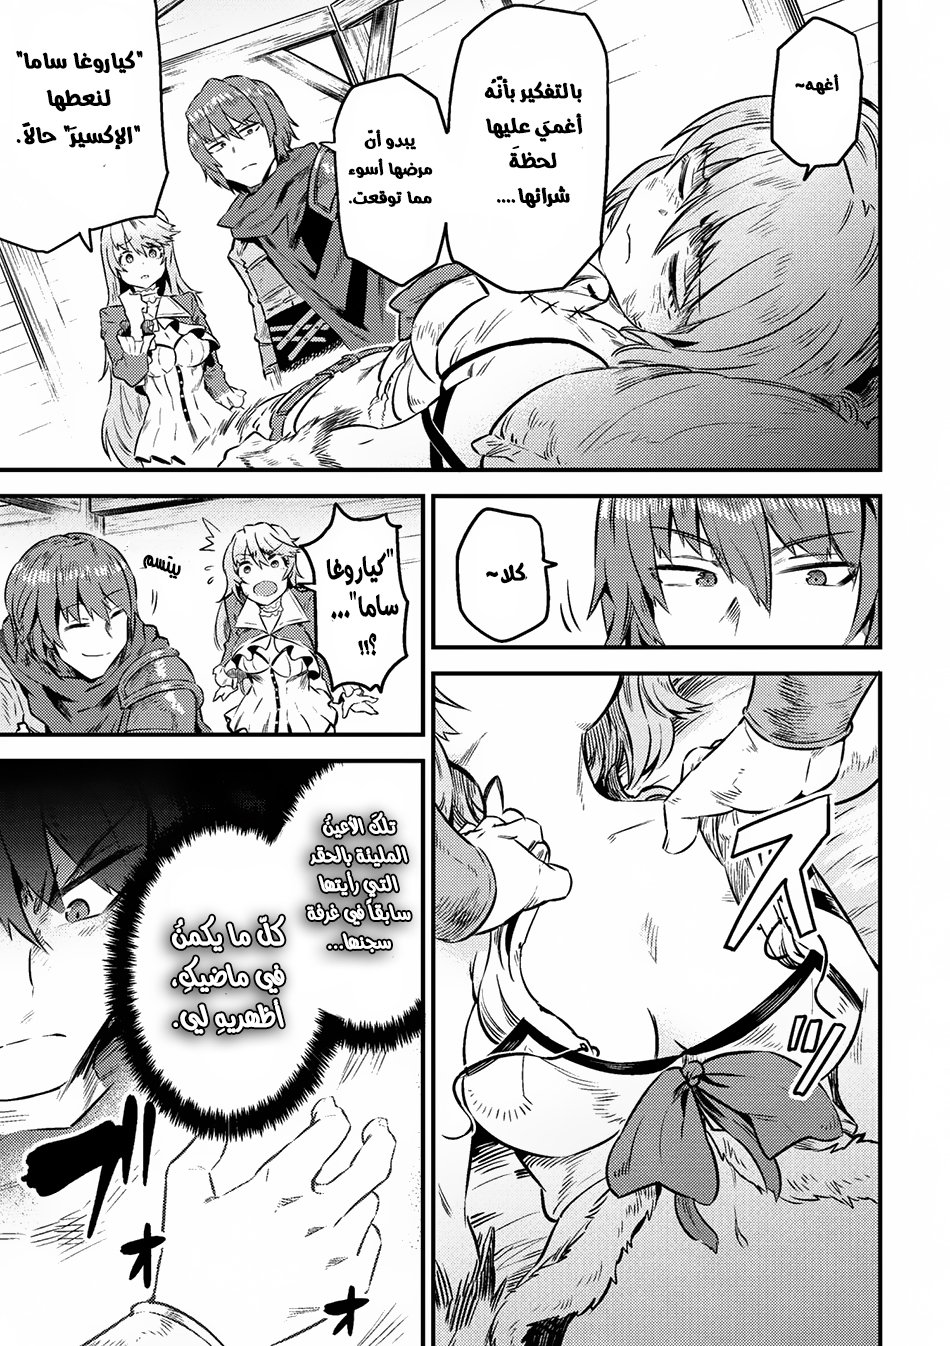 أغهه~
بالتفكير بأنّهُ
أغميَ عليها
لحظةَ
شرائها....
يبدو أنّ
مرضها أسوء
مما توقعت.
"كياروغا ساما"
لنعطها
"الإكسيرَ" حالاً.
كلا~
"كياروغا
ساما"...
؟!!
يبتسم
تلكَ الأعينُ
المليئة بالحقر
التي رأيتها
سابقاً في غرفة
سجنها...
كلّ ما يكمنُ
في ماضيكِ،
أظهريهِ لي.